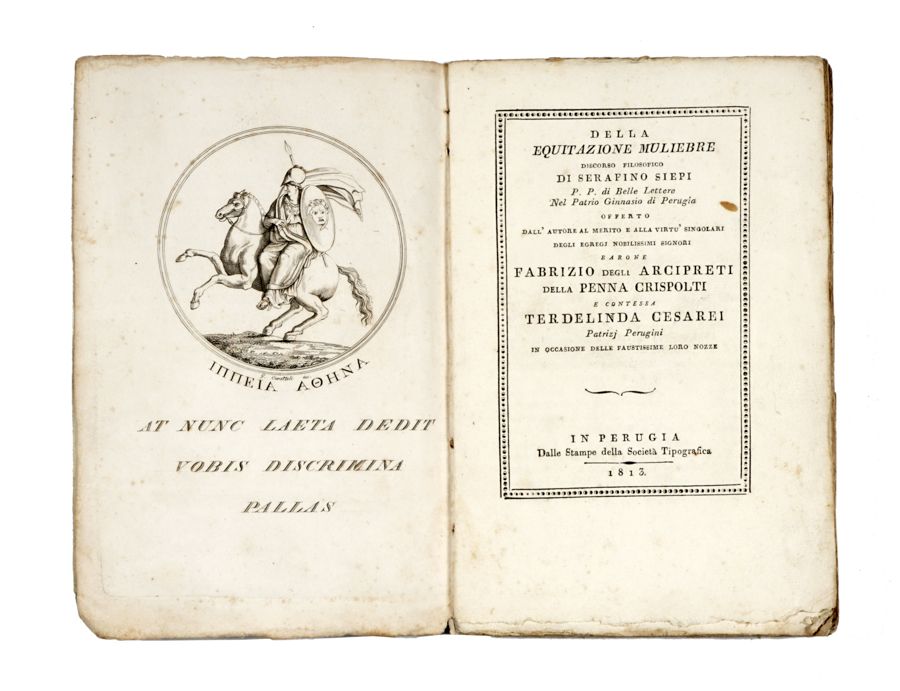 ΙΠΠΕΙΑ ΑΘΗΝΑ
AT NUNC LAETA DEDIT
VOBIS DISCRIMINA
PALLAS
DELLA
EQUITAZIONE MULIEBRE
DISCORSO FILOSOFICO
DI SERAFINO SIEPI
P. P. di Belle Lettere
Nel Patrio Ginnasio di Perugia
OFFERTO
DALL' AUTORE AL MERITO E ALLA VIRTU' SINGOLARI
DEGLI EGREGJ NOBILISSIMI SIGNORI
BARONE
FABRIZIO DEGLI ARCIPRETI
DELLA PENNA CRISPOLTI
E CONTESSA
TERDELINDA CESAREI
Patrizj Perugini
IN OCCASIONE DELLE FAUSTISSIME LORO NOZZE
IN PERUGIA
Dalle Stampe della Società Tipografica
1813.